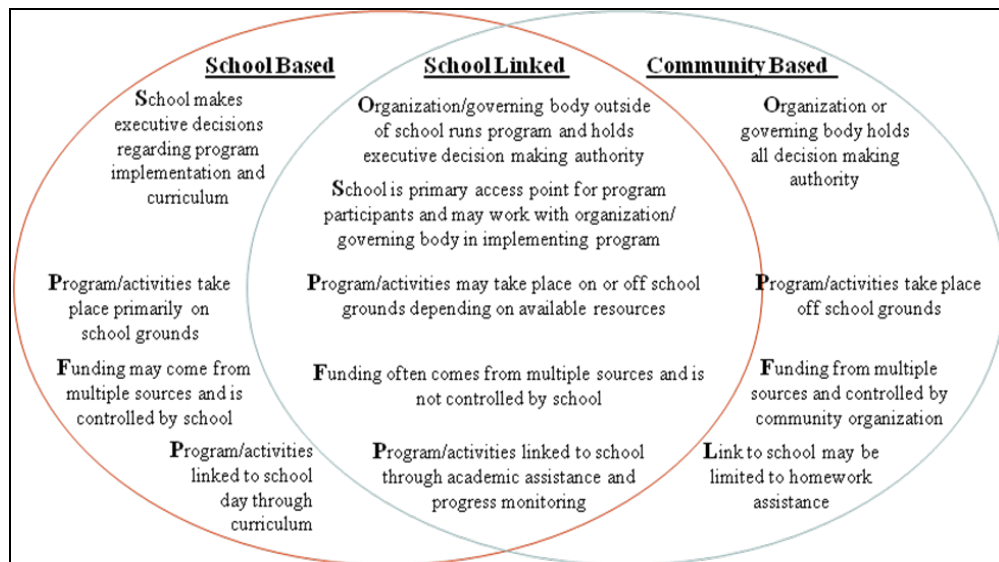 School Based
School makes
executive decisions
regarding program
implementation and
curriculum
Program/activities take
place primarily on
school grounds
Funding may come from
multiple sources and is
controlled by school
Program/activities
linked to school
day through
curriculum
School Linked
Organization/governing body outside
of school runs program and holds
executive decision making authority
School is primary access point for program
participants and may work with organization/
governing body in implementing program
Program/activities may take place on or off school
grounds depending on available resources
Funding often comes from multiple sources and is
not controlled by school
Program/activities linked to school
through academic assistance and
progress monitoring
Community Based
Organization or
governing body holds
all decision making
authority
Program/activities take place
off school grounds
Funding from multiple
sources and controlled by
community organization
Link to school may be
limited to homework
assistance